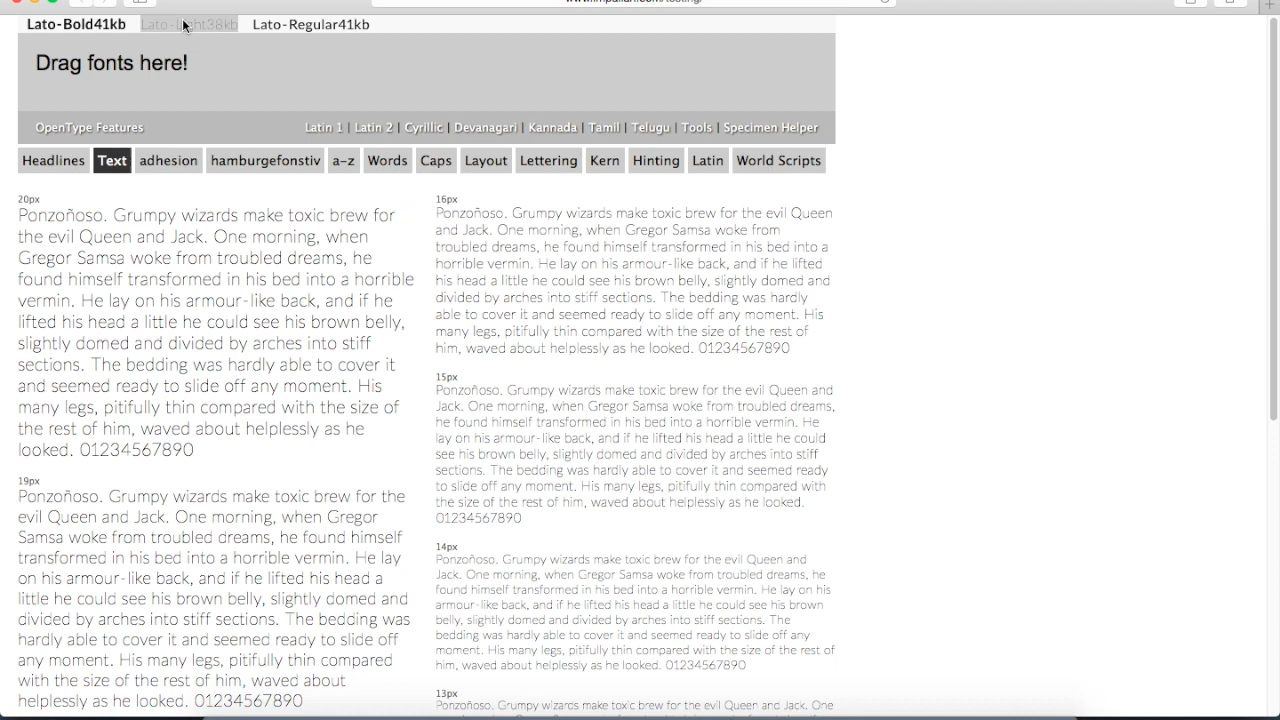 Lato-Bold41kb Lato-Light38kb Lato-Regular41kb
Drag fonts here!
OpenType Features Latin 1 | Latin 2 | Cyrillic | Devanagari | Kannada | Tamil | Telugu | Tools | Specimen Helper
Headlines Text adhesion hamburgefonstiv a-z Words Caps Layout Lettering Kern Hinting Latin World Scripts
20px
Ponzoñoso. Grumpy wizards make toxic brew for
the evil Queen and Jack. One morning, when
Gregor Samsa woke from troubled dreams, he
found himself transformed in his bed into a horrible
vermin. He lay on his armour-like back, and if he
lifted his head a little he could see his brown belly,
slightly domed and divided by arches into stiff
sections. The bedding was hardly able to cover it
and seemed ready to slide off any moment. His
many legs, pitifully thin compared with the size of
the rest of him, waved about helplessly as he
looked. 01234567890
19px
Ponzoñoso. Grumpy wizards make toxic brew for the
evil Queen and Jack. One morning, when Gregor
Samsa woke from troubled dreams, he found himself
transformed in his bed into a horrible vermin. He lay
on his armour-like back, and if he lifted his head a
little he could see his brown belly, slightly domed and
divided by arches into stiff sections. The bedding was
hardly able to cover it and seemed ready to slide off
any moment. His many legs, pitifully thin compared
with the size of the rest of him, waved about
helplessly as he looked. 01234567890
16px
Ponzoñoso. Grumpy wizards make toxic brew for the evil Queen
and Jack. One morning, when Gregor Samsa woke from
troubled dreams, he found himself transformed in his bed into a
horrible vermin. He lay on his armour-like back, and if he lifted
his head a little he could see his brown belly, slightly domed and
divided by arches into stiff sections. The bedding was hardly
able to cover it and seemed ready to slide off any moment. His
many legs, pitifully thin compared with the size of the rest of
him, waved about helplessly as he looked. 01234567890
15px
Ponzoñoso. Grumpy wizards make toxic brew for the evil Queen and
Jack. One morning, when Gregor Samsa woke from troubled dreams,
he found himself transformed in his bed into a horrible vermin. He
lay on his armour-like back, and if he lifted his head a little he could
see his brown belly, slightly domed and divided by arches into stiff
sections. The bedding was hardly able to cover it and seemed ready
to slide off any moment. His many legs, pitifully thin compared with
the size of the rest of him, waved about helplessly as he looked.
01234567890
14px
Ponzoñoso. Grumpy wizards make toxic brew for the evil Queen and
Jack. One morning, when Gregor Samsa woke from troubled dreams, he
found himself transformed in his bed into a horrible vermin. He lay on his
armour-like back, and if he lifted his head a little he could see his brown
belly, slightly domed and divided by arches into stiff sections. The
bedding was hardly able to cover it and seemed ready to slide off any
moment. His many legs, pitifully thin compared with the size of the rest of
him, waved about helplessly as he looked. 01234567890
13px
Ponzoñoso. Grumpy wizards make toxic brew for the evil Queen and Jack. One